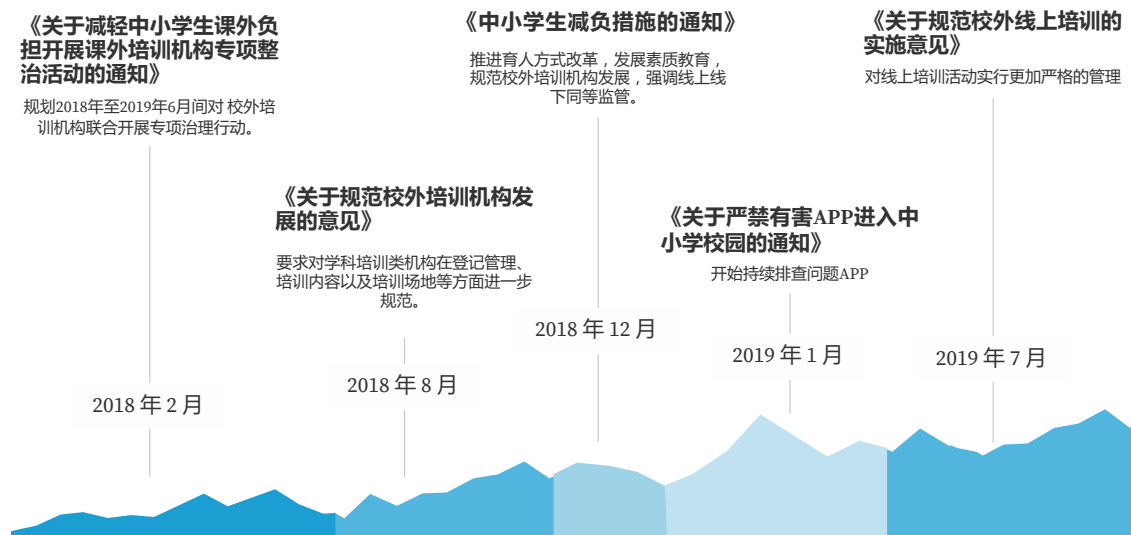 《关于减轻中小学生课外负
担开展课外培训机构专项整
治活动的通知》
规划2018年至2019年6月间对 校外培
训机构联合开展专项治理行动。
2018 年 2 月
《关于规范校外培训机构发
展的意见》
要求对学科培训类机构在登记管理、
培训内容以及培训场地等方面进一步
规范。
2018 年 8 月
《中小学生减负措施的通知》
推进育人方式改革，发展素质教育，
规范校外培训机构发展，强调线上线
下同等监管。
2018 年 12 月
《关于严禁有害APP进入中
小学校园的通知》
开始持续排查问题APP
2019 年 1 月
《关于规范校外线上培训的
实施意见》
对线上培训活动实行更加严格的管理
2019 年 7 月